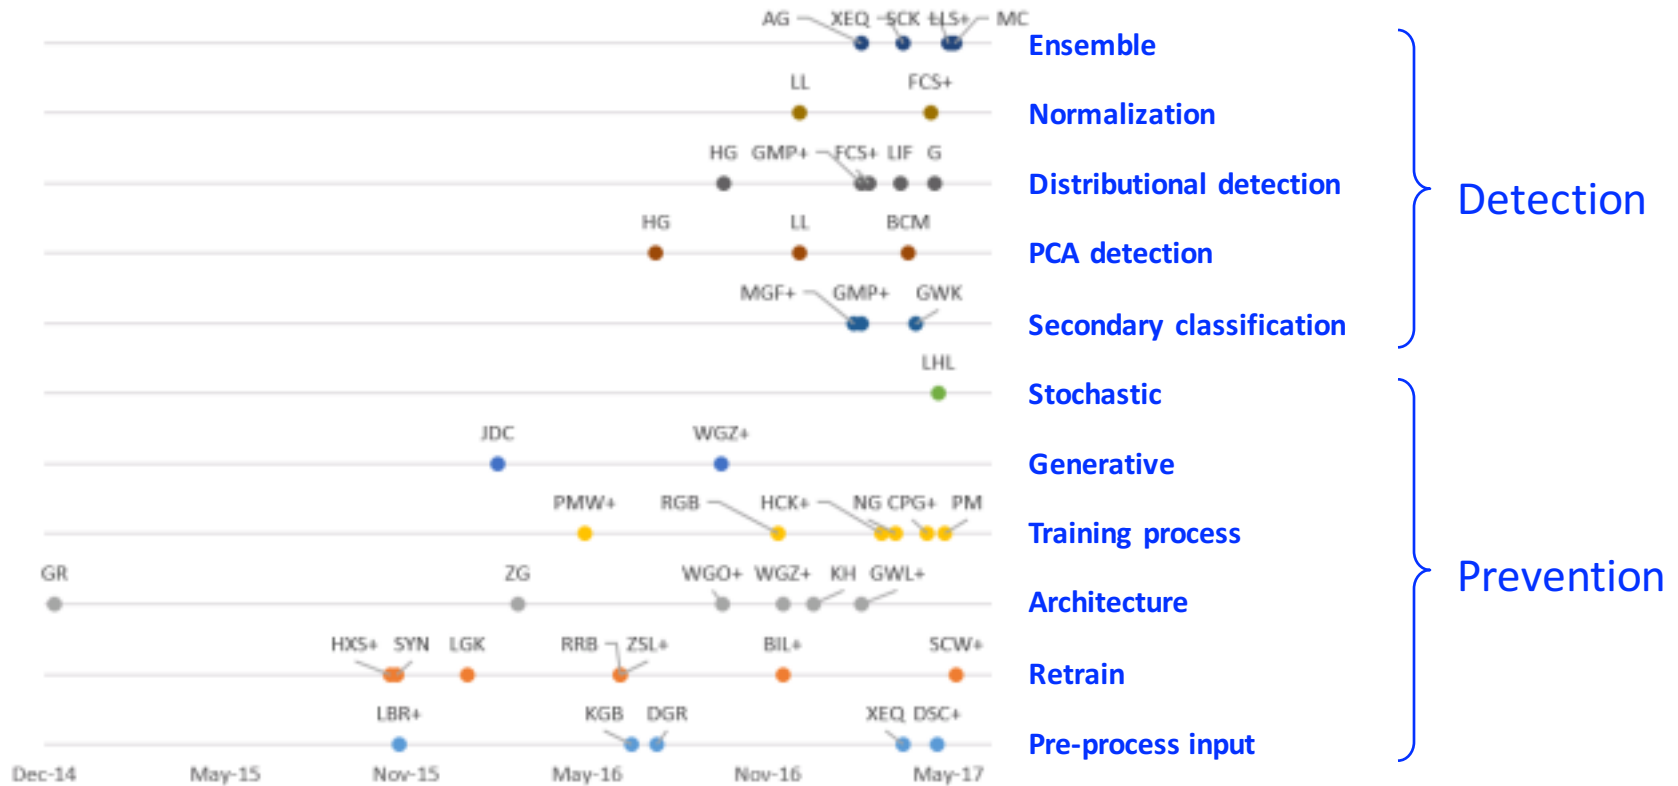 AG XEQ SCK LLS+ MC
Ensemble
LL FCS+
Normalization
HG GMP+ FCS+ LIF G
Distributional detection
HG LL BCM
PCA detection
MGF+ GMP+ GWK
Secondary classification
Detection
LHL
Stochastic
JDC WGZ+
Generative
PMW+ RGB HCK+ NG CPG+ PM
Training process
GR ZG WGO+ WGZ+ KH GWL+
Architecture
Prevention
HXS+ SYN LGK RRB ZSL+ BIL+ SCW+
Retrain
LBR+ KGB DGR XEQ DSC+
Pre-process input
Dec-14 May-15 Nov-15 May-16 Nov-16 May-17